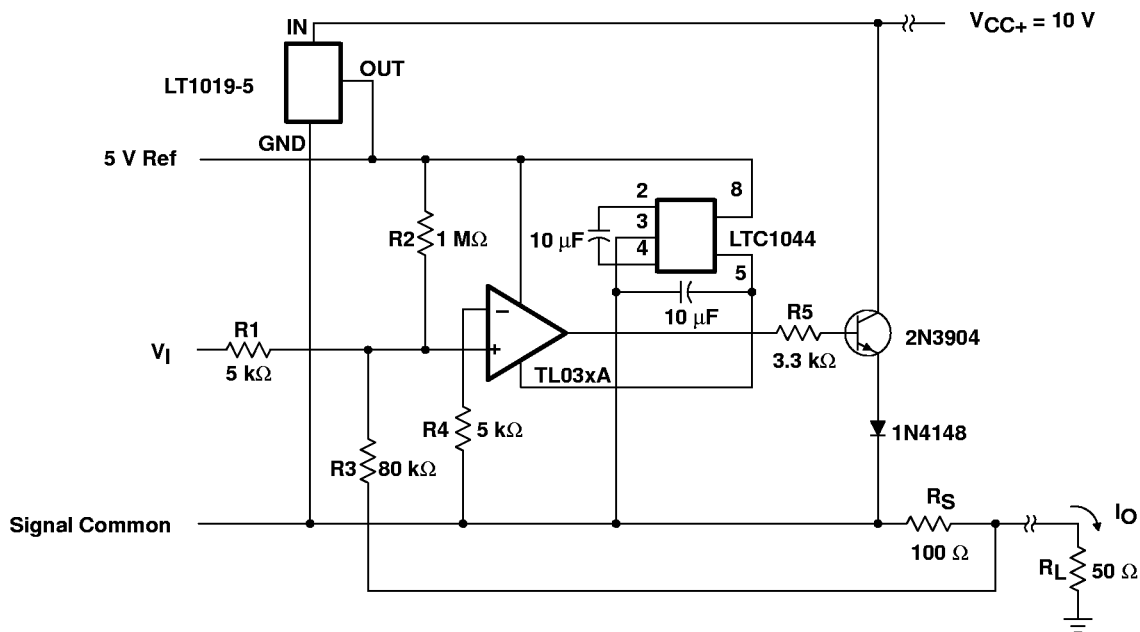 IN
V_CC+ = 10 V
OUT
LT1019-5
GND
5 V Ref
2
8
3
R2
1 MΩ
10 µF
4
LTC1044
5
10 µF
R5
R1
−
2N3904
V_I
+
3.3 kΩ
5 kΩ
TL03xA
R4
5 kΩ
1N4148
R3
80 kΩ
R_S
I_O
Signal Common
100 Ω
R_L
50 Ω